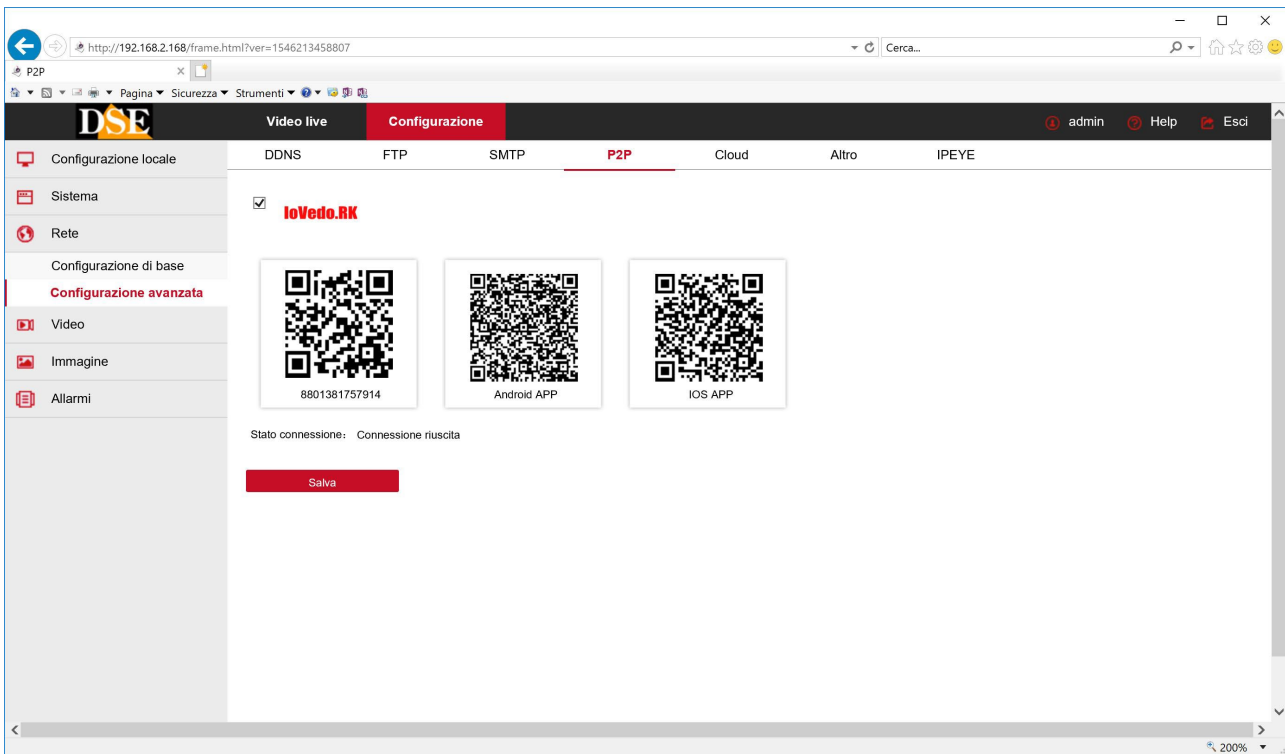 http://192.168.2.168/frame.html?ver=1546213458807
Cerca...
P2P
Pagina Sicurezza Strumenti
DSE Video live Configurazione admin Help Esci
Configurazione locale
DDNS FTP SMTP P2P Cloud Altro IPEYE
Sistema
IoVedo.RK
Rete
Configurazione di base
Configurazione avanzata
Video
Immagine
Allarmi
8801381757914 Android APP IOS APP
Stato connessione: Connessione riuscita
Salva
200%